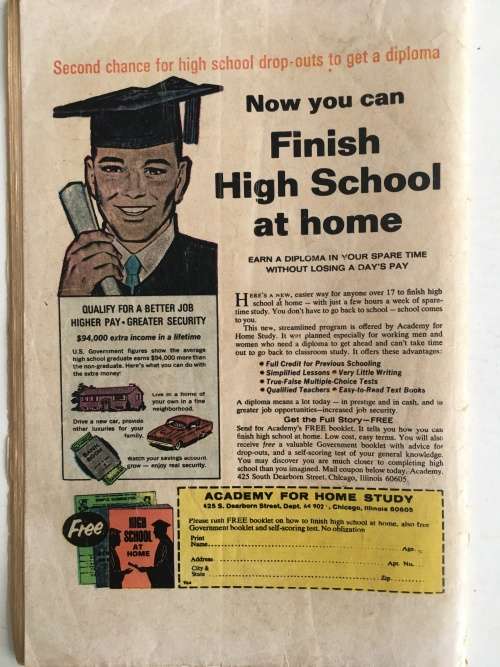 Second chance for high school drop-outs to get a diploma
Now you can
Finish
High School
at home
EARN A DIPLOMA IN YOUR SPARE TIME
WITHOUT LOSING A DAY'S PAY
HERE'S A NEW, easier way for anyone over 17 to finish high
school at home – with just a few hours a week of spare-
time study. You don't have to go back to school – school comes
to you.
This new, streamlined program is offered by Academy for
Home Study. It was planned especially for working men and
women who need a diploma to get ahead and can't take time
out to go back to classroom study. It offers these advantages:
● Full Credit for Previous Schooling
● Simplified Lessons ● Very Little Writing
● True-False Multiple-Choice Tests
● Qualified Teachers ● Easy-to-Read Text Books
A diploma means a lot today – in prestige and in cash, and in
greater job opportunities–increased job security.
Get the Full Story–FREE
Send for Academy's FREE booklet. It tells you how you can
finish high school at home. Low cost, easy terms. You will also
receive free a valuable Government booklet with advice for
drop-outs, and a self-scoring test of your general knowledge.
You may discover you are much closer to completing high
school than you imagined. Mail coupon below today. Academy,
425 South Dearborn Street, Chicago, Illinois 60605.
QUALIFY FOR A BETTER JOB
HIGHER PAY • GREATER SECURITY
$94,000 extra income in a lifetime
U.S. Government figures show the average
high school graduate earns $94,000 more than
the non-graduate. Here's what you can do with
the extra money!
Live in a home of
your own in a fine
neighborhood.
Drive a new car, provide
other luxuries for your
family.
Watch your savings account
grow – enjoy real security.
Free
HIGH
SCHOOL
AT
HOME
ACADEMY FOR HOME STUDY
425 S. Dearborn Street, Dept. 64 902, Chicago, Illinois 60605
Please rush FREE booklet on how to finish high school at home, also free
Government booklet and self-scoring test. No obligation
Print
Name Age
Address Apt. No.
City &
State Zip